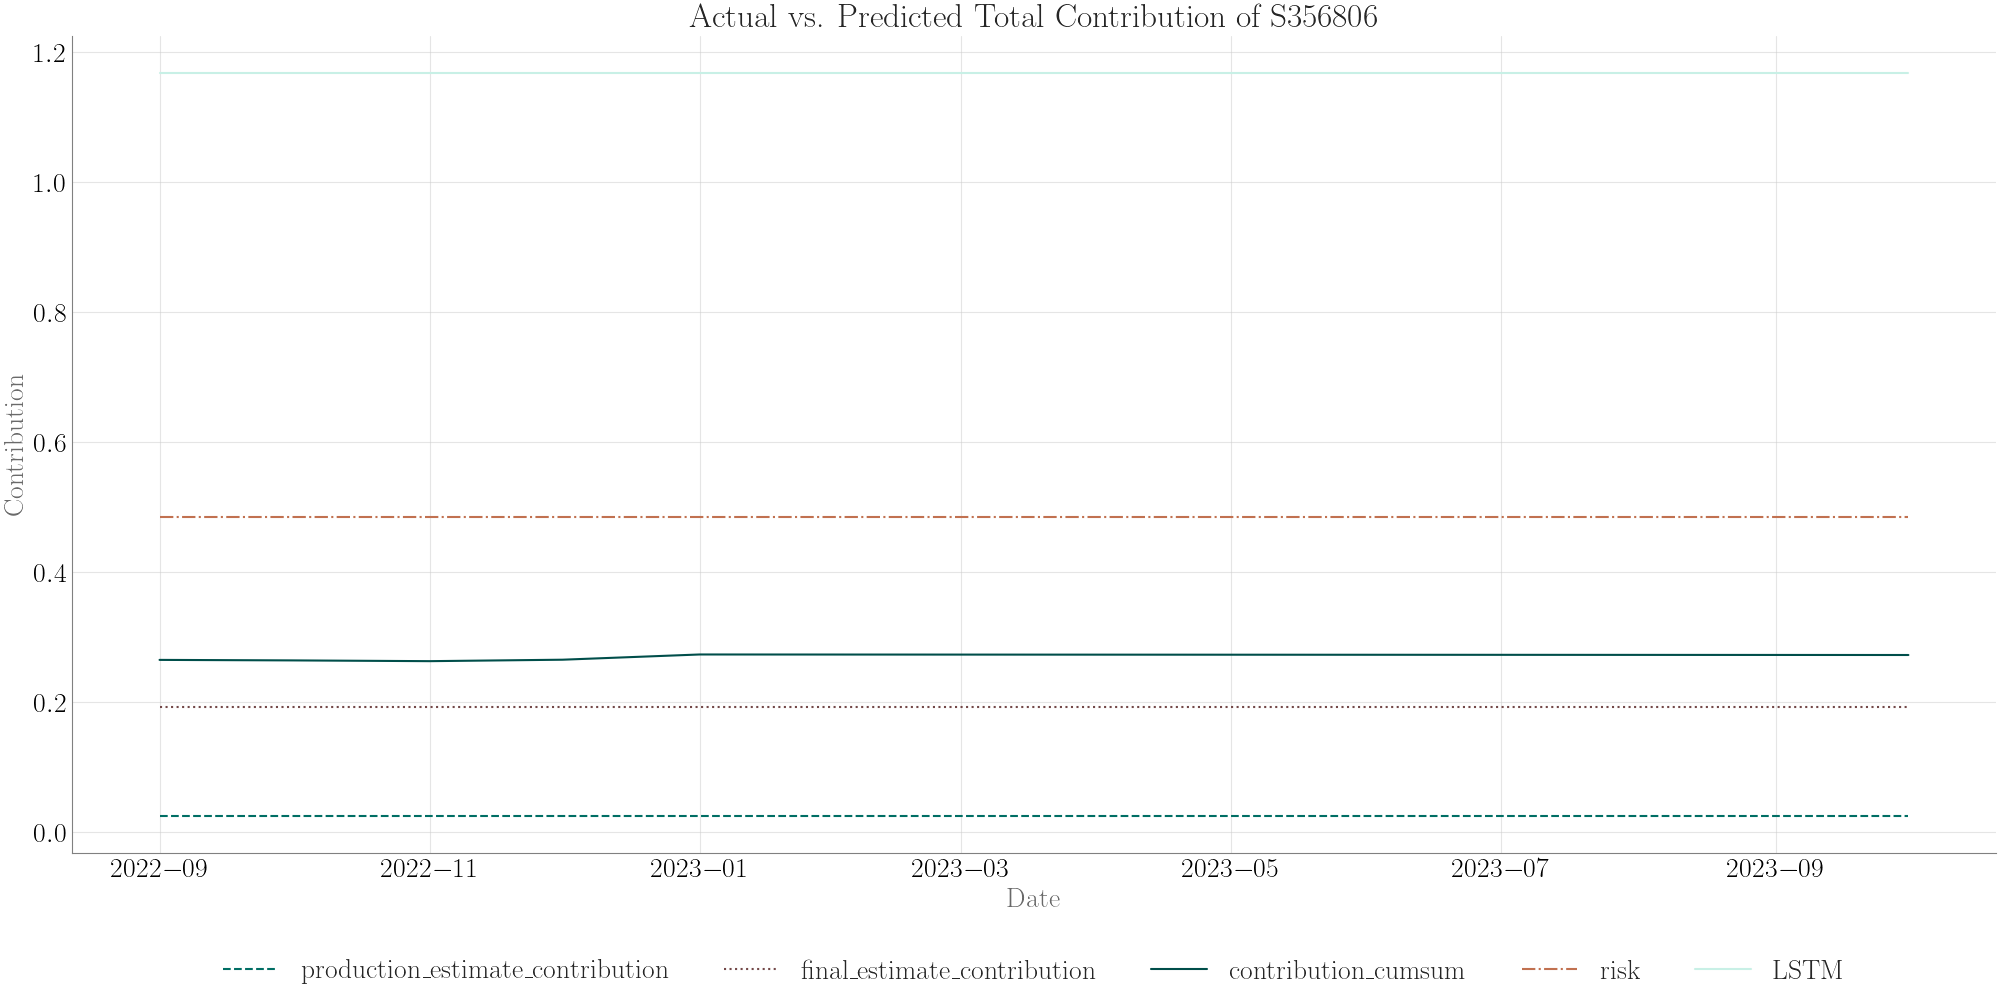 Actual vs. Predicted Total Contribution of S356806
1.2
1.0
0.8
0.6
0.4
0.2
0.0
Contribution
2022–09 2022–11 2023–01 2023–03 2023–05 2023–07 2023–09
Date
production_estimate_contribution final_estimate_contribution contribution_cumsum risk LSTM